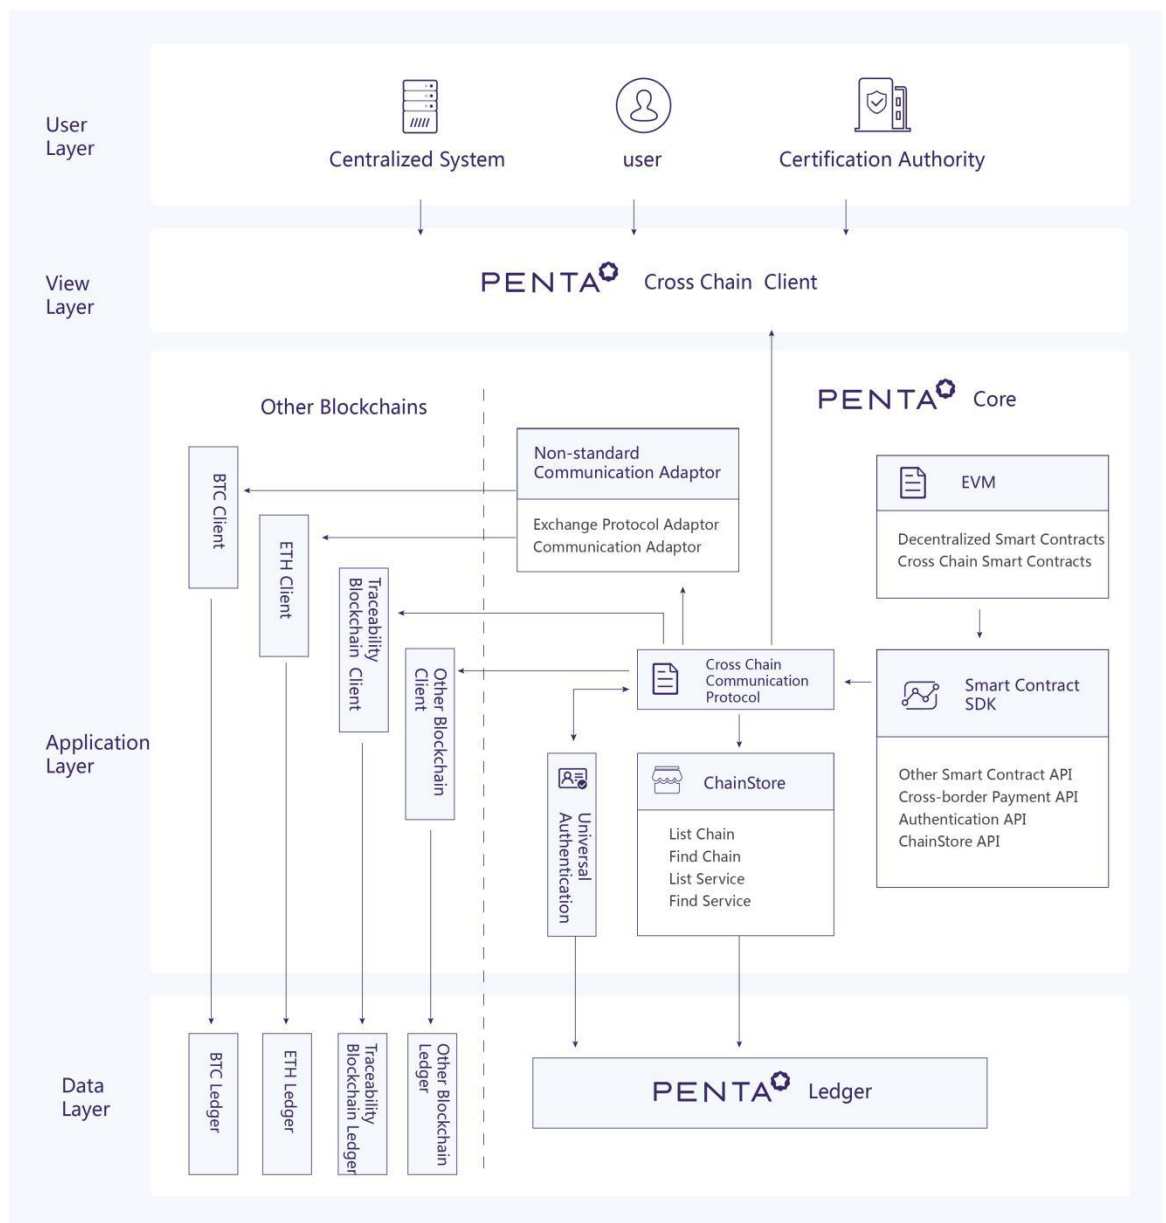 User
Layer
Centralized System
user
Certification Authority
View
Layer
PENTA Cross Chain Client
Application
Layer
Other Blockchains
PENTA Core
BTC Client
ETH Client
Traceability
Blockchain Client
Other Blockchain
Client
Non-standard
Communication Adaptor
Exchange Protocol Adaptor
Communication Adaptor
EVM
Decentralized Smart Contracts
Cross Chain Smart Contracts
Cross Chain
Communication
Protocol
Smart Contract
SDK
Other Smart Contract API
Cross-border Payment API
Authentication API
ChainStore API
Universal
Authentication
ChainStore
List Chain
Find Chain
List Service
Find Service
Data
Layer
BTC Ledger
ETH Ledger
Traceability
Blockchain Ledger
Other Blockchain
Ledger
PENTA Ledger